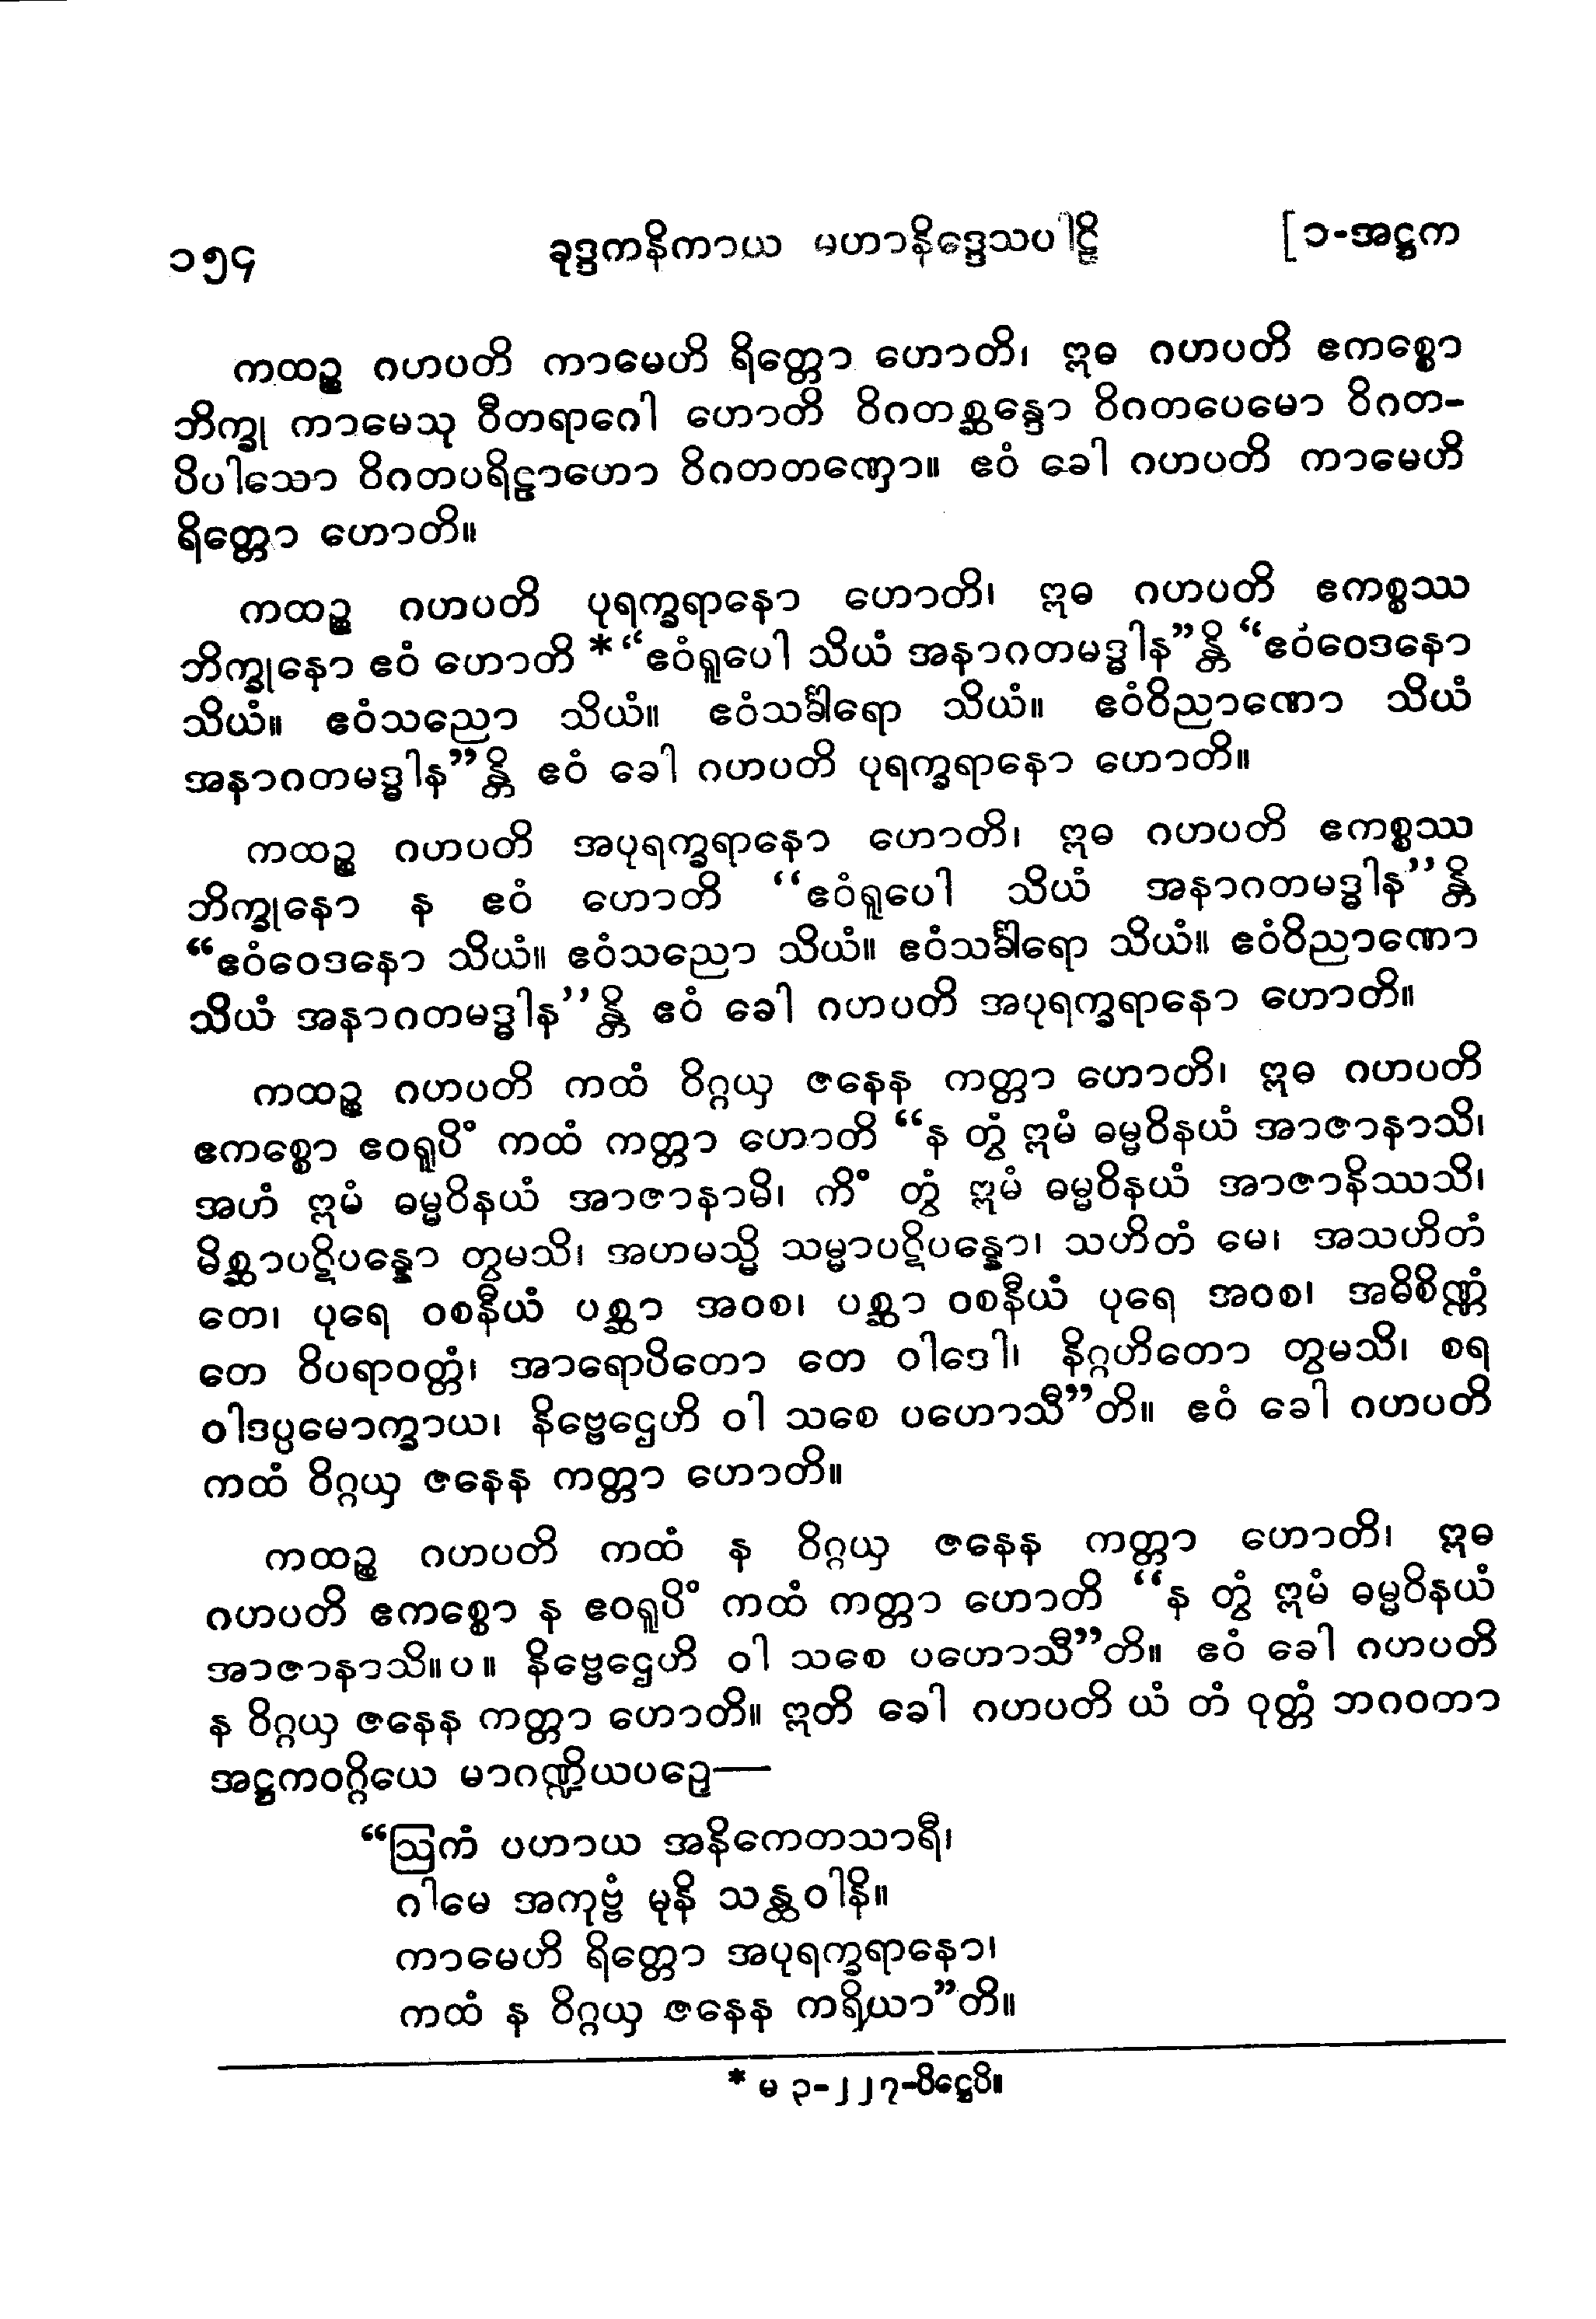 ၁၅၄ ခုဒ္ဒကနိကာယ မဟာနိဒ္ဒေသပါဠိ [၁-အဋ္ဌက
ကထဉ္စ ဂဟပတိ ကာမေဟိ ရိတ္တော ဟောတိ၊ ဣဓ ဂဟပတိ ဧကစ္စော
ဘိက္ခု ကာမေသု ဝီတရာဂေါ ဟောတိ ဝိဂတစ္ဆန္ဒော ဝိဂတပေမော ဝိဂတ-
ပိပါသော ဝိဂတပရိဠာဟော ဝိဂတတဏှော။ ဧဝံ ခေါ ဂဟပတိ ကာမေဟိ
ရိတ္တော ဟောတိ။
ကထဉ္စ ဂဟပတိ ပုရက္ခရာနော ဟောတိ၊ ဣဓ ဂဟပတိ ဧကစ္စဿ
ဘိက္ခုနော ဧဝံ ဟောတိ *“ဧဝံရူပေါ သိယံ အနာဂတမဒ္ဓါန”န္တိ “ဧဝံဝေဒနော
သိယံ။ ဧဝံသညော သိယံ။ ဧဝံသင်္ခါရော သိယံ။ ဧဝံဝိညာဏော သိယံ
အနာဂတမဒ္ဓါန”န္တိ ဧဝံ ခေါ ဂဟပတိ ပုရက္ခရာနော ဟောတိ။
ကထဉ္စ ဂဟပတိ အပုရက္ခရာနော ဟောတိ၊ ဣဓ ဂဟပတိ ဧကစ္စဿ
ဘိက္ခုနော န ဧဝံ ဟောတိ “ဧဝံရူပေါ သိယံ အနာဂတမဒ္ဓါန”န္တိ
“ဧဝံဝေဒနော သိယံ။ ဧဝံသညော သိယံ။ ဧဝံသင်္ခါရော သိယံ။ ဧဝံဝိညာဏော
သိယံ အနာဂတမဒ္ဓါန”န္တိ ဧဝံ ခေါ ဂဟပတိ အပုရက္ခရာနော ဟောတိ။
ကထဉ္စ ဂဟပတိ ကထံ ဝိဂ္ဂယှ ဇနေန ကတ္တာ ဟောတိ၊ ဣဓ ဂဟပတိ
ဧကစ္စော ဧဝရူပိံ ကထံ ကတ္တာ ဟောတိ “န တွံ ဣမံ ဓမ္မဝိနယံ အာဇာနာသိ၊
အဟံ ဣမံ ဓမ္မဝိနယံ အာဇာနာမိ၊ ကိံ တွံ ဣမံ ဓမ္မဝိနယံ အာဇာနိဿသိ၊
မိစ္ဆာပဋိပန္နော တွမသိ၊ အဟမသ္မိ သမ္မာပဋိပန္နော၊ သဟိတံ မေ၊ အသဟိတံ
တေ၊ ပုရေ ဝစနီယံ ပစ္ဆာ အဝစ၊ ပစ္ဆာ ဝစနီယံ ပုရေ အဝစ၊ အဓိစိဏ္ဏံ
တေ ဝိပရာဝတ္တံ၊ အာရောပိတော တေ ဝါဒေါ၊ နိဂ္ဂဟိတော တွမသိ၊ စရ
ဝါဒပ္ပမောက္ခာယ၊ နိဗ္ဗေဌေဟိ ဝါ သစေ ပဟောသီ”တိ။ ဧဝံ ခေါ ဂဟပတိ
ကထံ ဝိဂ္ဂယှ ဇနေန ကတ္တာ ဟောတိ။
ကထဉ္စ ဂဟပတိ ကထံ န ဝိဂ္ဂယှ ဇနေန ကတ္တာ ဟောတိ၊ ဣဓ
ဂဟပတိ ဧကစ္စော န ဧဝရူပိံ ကထံ ကတ္တာ ဟောတိ “န တွံ ဣမံ ဓမ္မဝိနယံ
အာဇာနာသိ။ပ။ နိဗ္ဗေဌေဟိ ဝါ သစေ ပဟောသီ”တိ။ ဧဝံ ခေါ ဂဟပတိ
န ဝိဂ္ဂယှ ဇနေန ကတ္တာ ဟောတိ။ ဣတိ ခေါ ဂဟပတိ ယံ တံ ဝုတ္တံ ဘဂဝတာ
အဋ္ဌကဝဂ္ဂိယေ မာဂဏ္ဍိယပဉှေ—
“ဩကံ ပဟာယ အနိကေတသာရီ၊
ဂါမေ အကုဗ္ဗံ မုနိ သန္ထဝါနိ။
ကာမေဟိ ရိတ္တော အပုရက္ခရာနော၊
ကထံ န ဝိဂ္ဂယှ ဇနေန ကရိယာ”တိ။
* မ ၃-၂၂၇-ပိဋ္ဌေပိ။